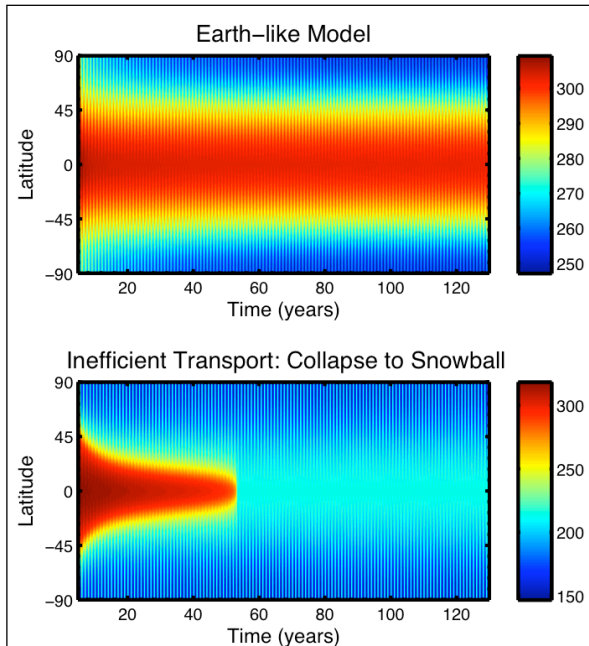 Earth-like Model
90
45
0
-45
-90
Latitude
20 40 60 80 100 120
Time (years)
300
290
280
270
260
250
Inefficient Transport: Collapse to Snowball
90
45
0
-45
-90
Latitude
20 40 60 80 100 120
Time (years)
300
250
200
150